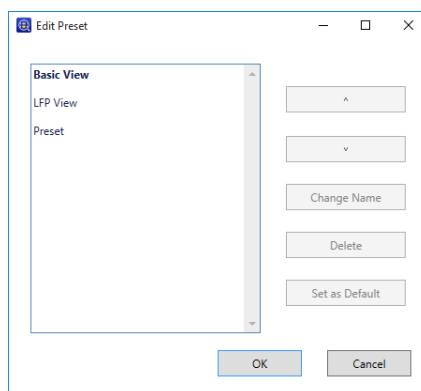 Edit Preset
Basic View
LFP View
Preset
^
v
Change Name
Delete
Set as Default
OK
Cancel